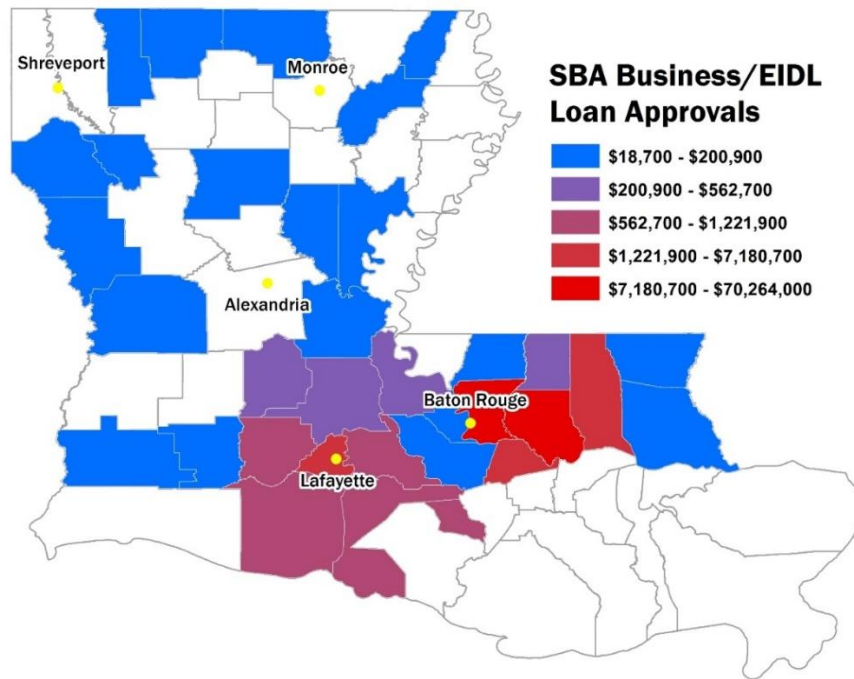 Shreveport
Monroe
SBA Business/EIDL
Loan Approvals
$18,700 - $200,900
$200,900 - $562,700
$562,700 - $1,221,900
$1,221,900 - $7,180,700
$7,180,700 - $70,264,000
Alexandria
Baton Rouge
Lafayette